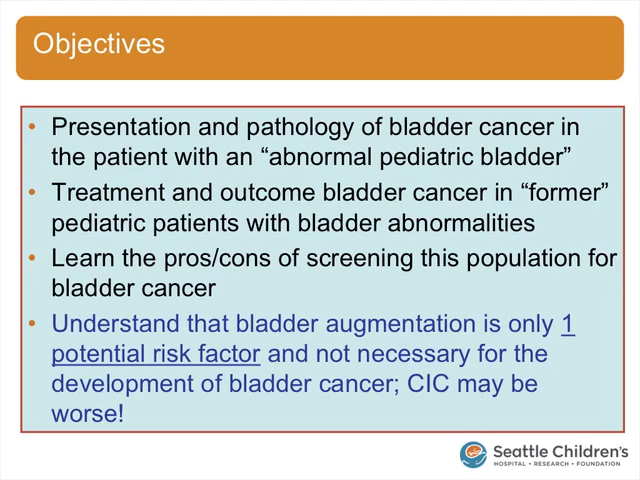 Objectives
• Presentation and pathology of bladder cancer in
the patient with an “abnormal pediatric bladder”
• Treatment and outcome bladder cancer in “former”
pediatric patients with bladder abnormalities
• Learn the pros/cons of screening this population for
bladder cancer
• Understand that bladder augmentation is only 1
potential risk factor and not necessary for the
development of bladder cancer; CIC may be
worse!
Seattle Children’s
HOSPITAL • RESEARCH • FOUNDATION